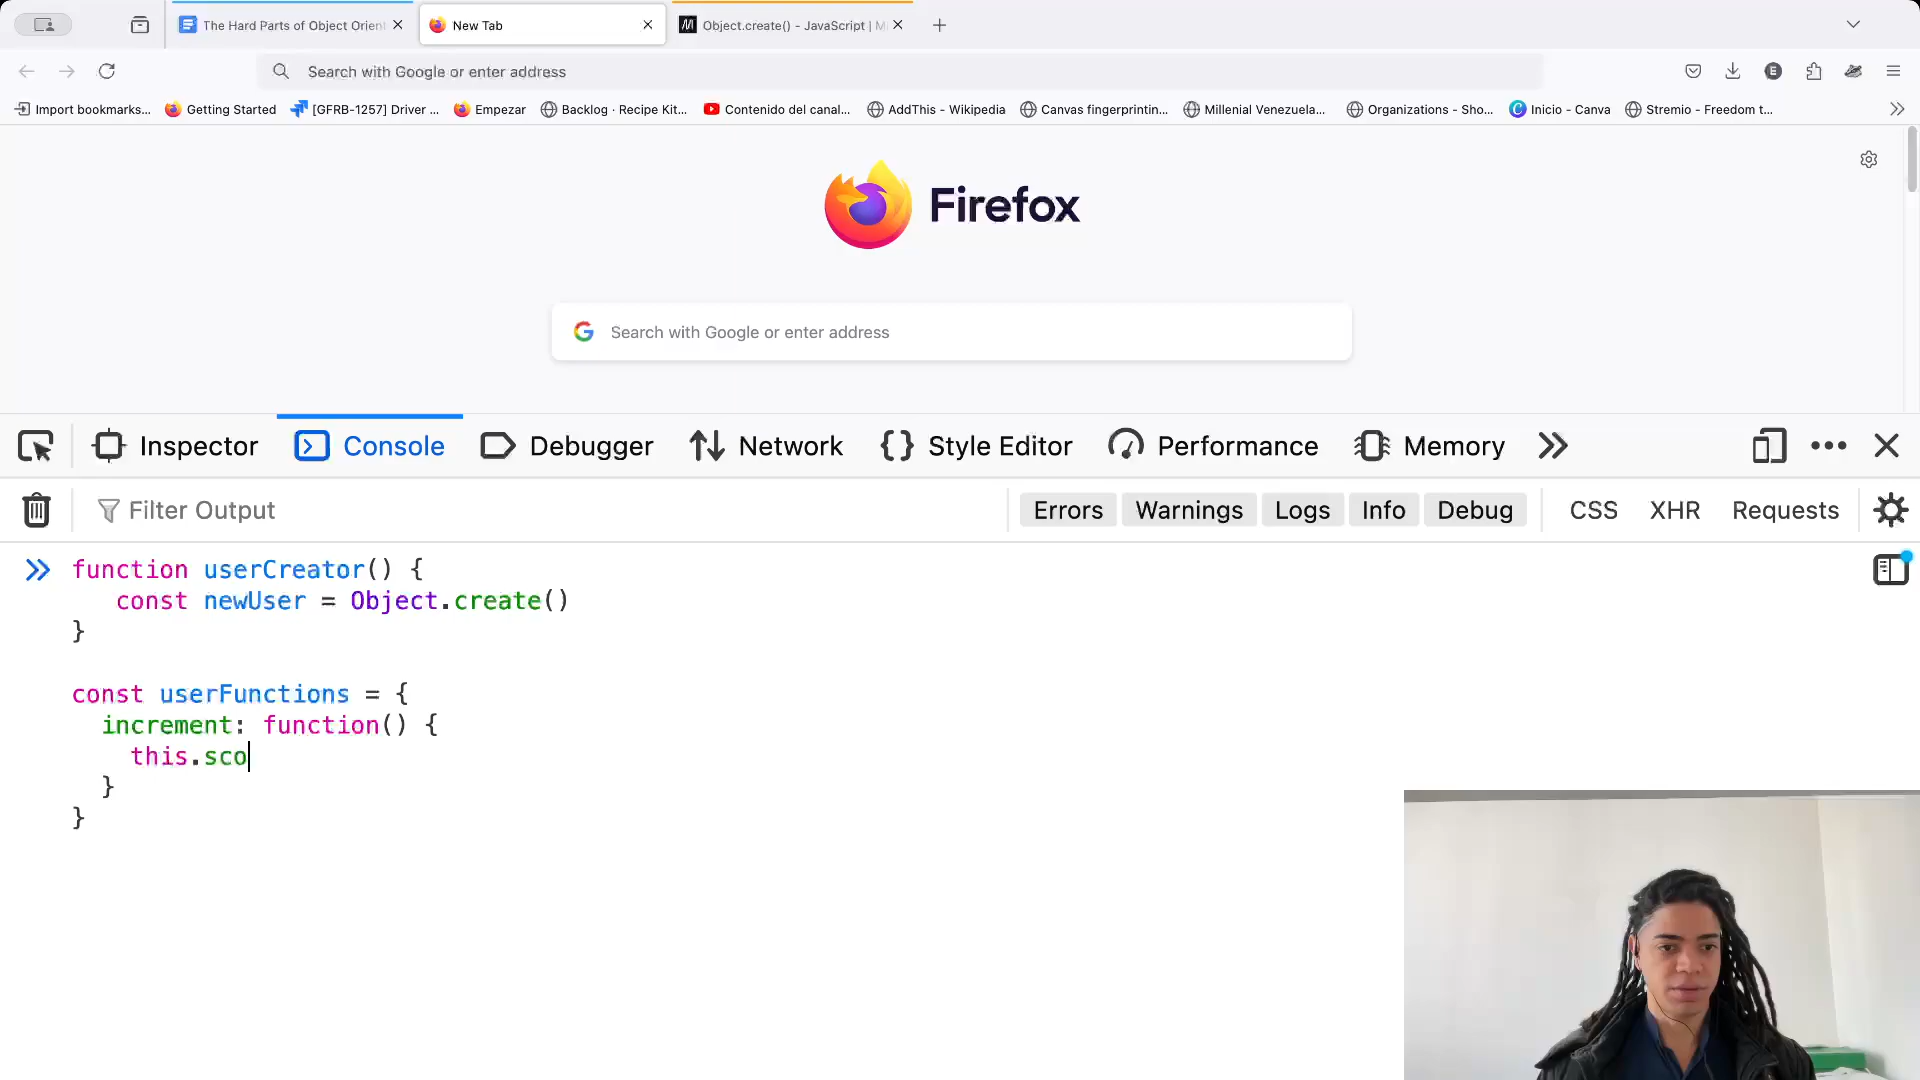 The Hard Parts of Object Orient
New Tab
Object.create() - JavaScript | M
Search with Google or enter address
E
Import bookmarks...
Getting Started
[GFRB-1257] Driver ...
Empezar
Backlog · Recipe Kit...
Contenido del canal...
AddThis - Wikipedia
Canvas fingerprintin...
Millenial Venezuela...
Organizations - Sho...
Inicio - Canva
Stremio - Freedom t...
Firefox
Search with Google or enter address
Inspector
Console
Debugger
Network
Style Editor
Performance
Memory
Filter Output
Errors
Warnings
Logs
Info
Debug
CSS
XHR
Requests
function userCreator() {
const newUser = Object.create()
}
const userFunctions = {
increment: function() {
this.sco
}
}